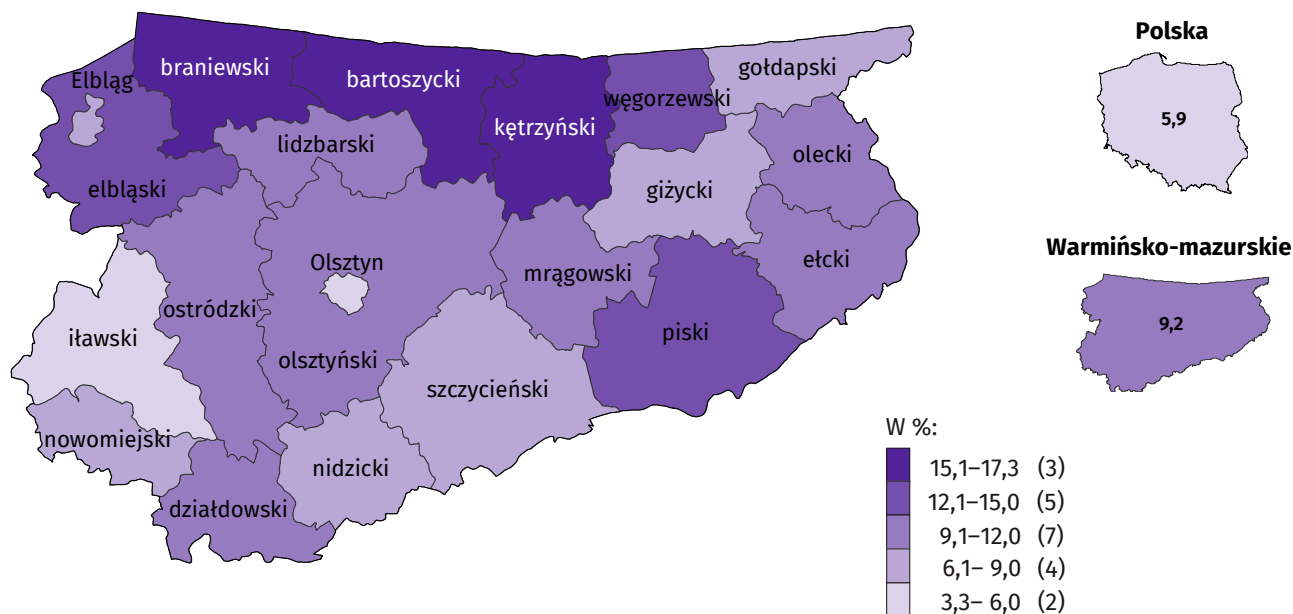 Polska
5,9
Warmińsko-mazurskie
9,2
braniewski
Elbląg
bartoszycki
gołdapski
węgorzewski
kętrzyński
lidzbarski
olecki
elbląski
giżycki
Olsztyn
mrągowski
ełcki
ostródzki
iławski
piski
olsztyński
szczycieński
nowomiejski
nidzicki
działdowski
W %:
15,1–17,3 (3)
12,1–15,0 (5)
9,1–12,0 (7)
6,1– 9,0 (4)
3,3– 6,0 (2)